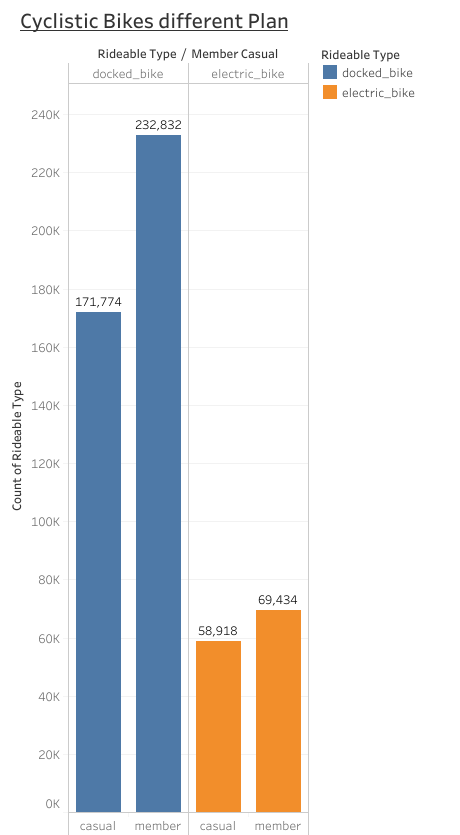 Cyclistic Bikes different Plan
Rideable Type / Member Casual
docked_bike electric_bike
Rideable Type
docked_bike
electric_bike
Count of Rideable Type
240K
220K
200K
180K
160K
140K
120K
100K
80K
60K
40K
20K
0K
171,774
232,832
58,918
69,434
casual member casual member